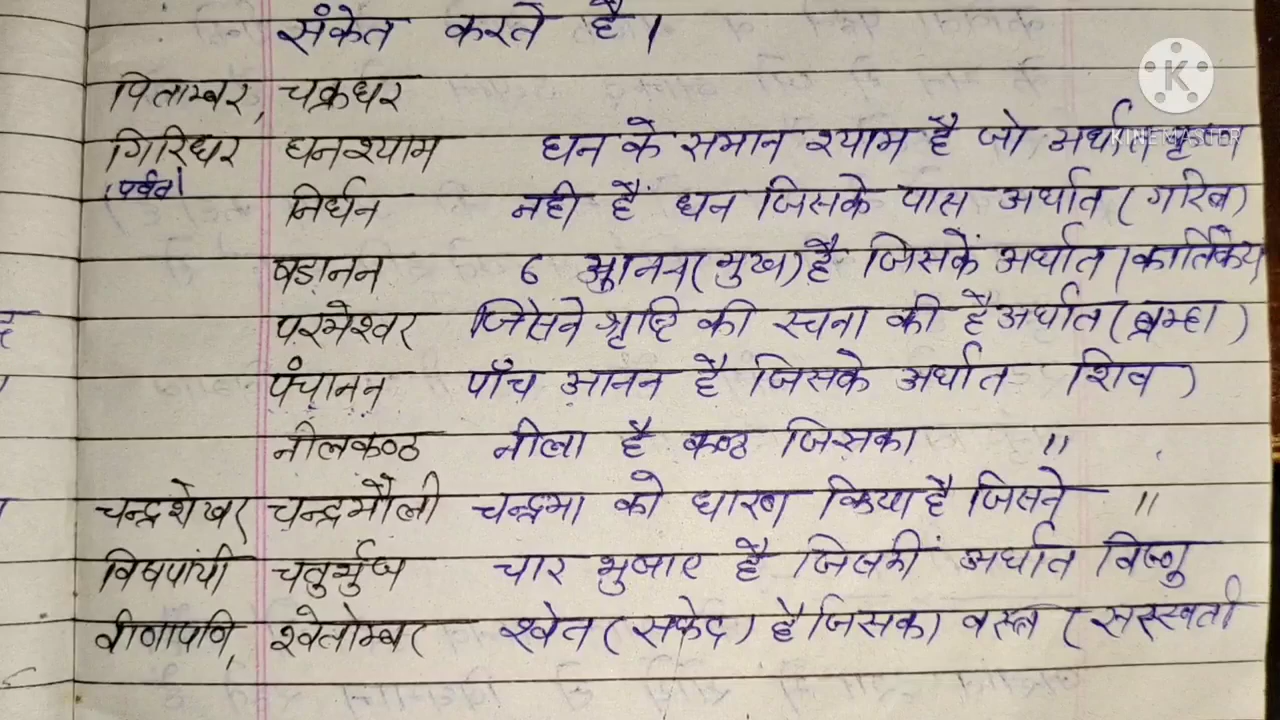 संकेत करते है।
पिताम्बर, चक्रधर
गिरिधर घनश्याम घन के समान श्याम है जो अर्थात कृष्ण
(पर्वत)
निर्धन नही हैं धन जिसके पास अर्थात (गरिब)
षडानन 6 आनन (मुख) है जिसकें अर्थात (कार्तिकेय
परमेश्वर जिसने श्रृष्टि की रचना की है अर्थात (ब्रम्हा)
पंचानन पाँच आनन है जिसके अर्थात शिव)
नीलकण्ठ नीला है कण्ठ जिसका "
चन्द्रशेखर चन्द्रमौली चन्द्रमा को धारण किया है जिसने "
विषपायी चतुर्भुज चार भुजाए है जिसकी अर्थात विष्णु
वीणापाणि, श्वेताम्बर श्वेत (सफेद) है जिसका वस्त्र (सरस्वती
K
KINEMASTER